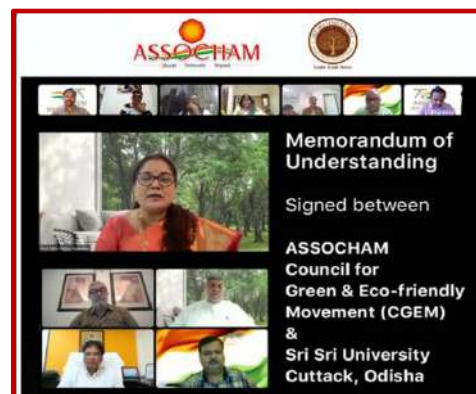 ASSOCHAM
Memorandum of
Understanding
Signed between
ASSOCHAM
Council for
Green & Eco-friendly
Movement (CGEM)
&
Sri Sri University
Cuttack, Odisha